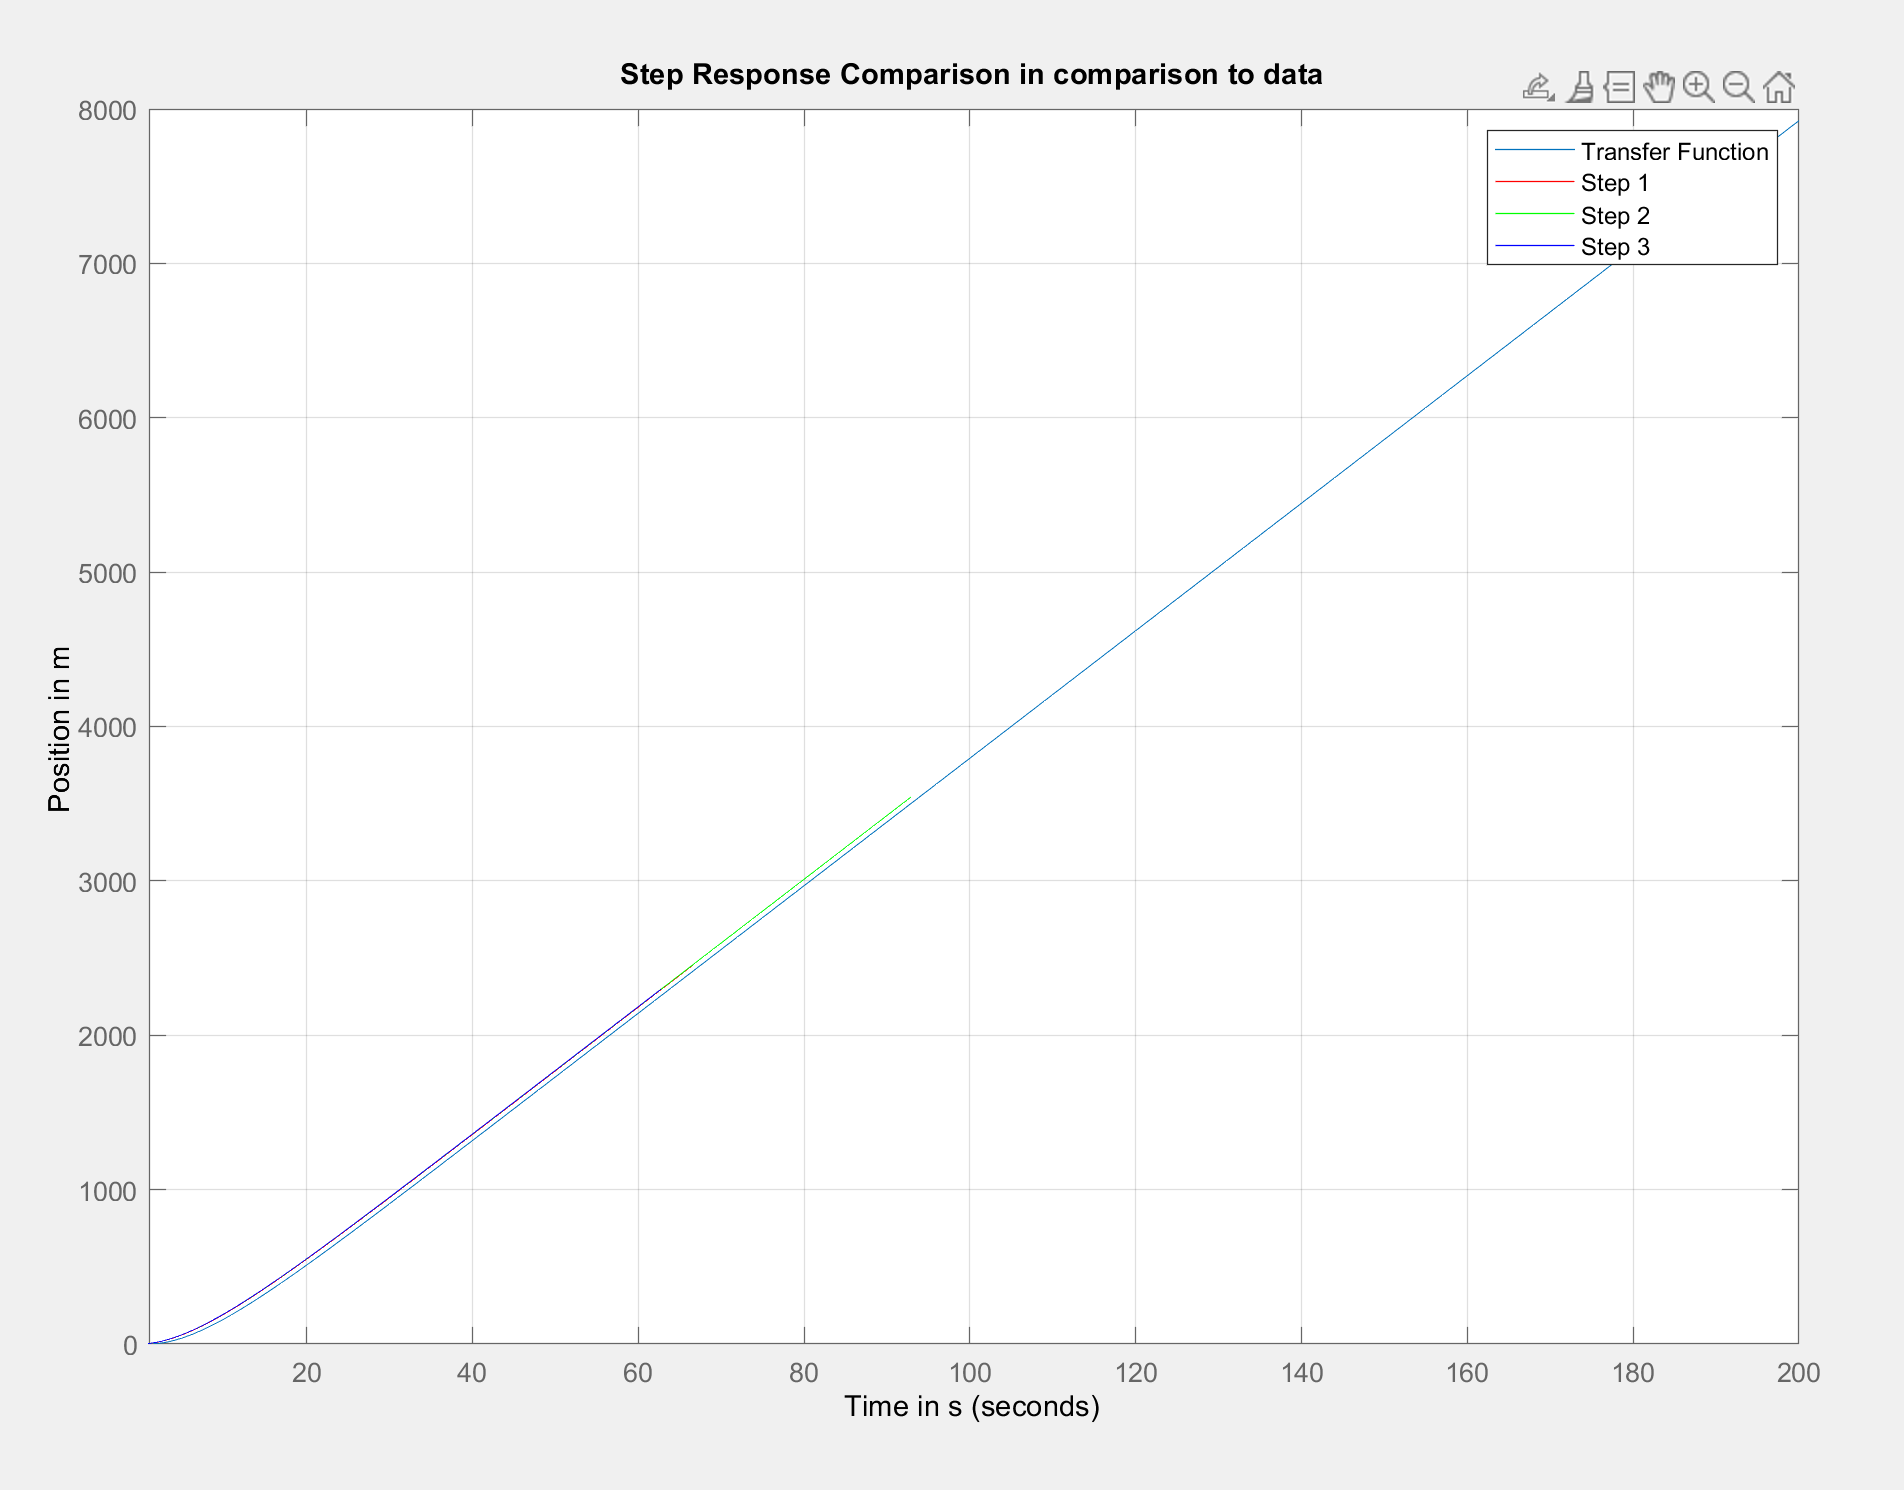 Step Response Comparison in comparison to data
8000
7000
6000
5000
4000
3000
2000
1000
0
Position in m
Transfer Function
Step 1
Step 2
Step 3
20 40 60 80 100 120 140 160 180 200
Time in s (seconds)